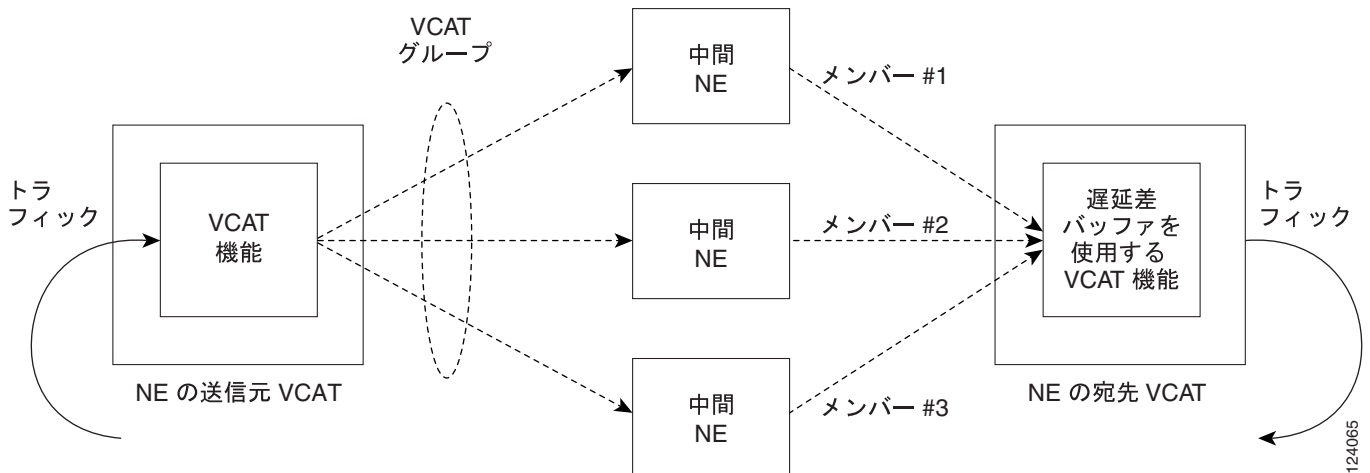 VCAT
グループ
中間
NE
メンバー #1
トラ
フィック
VCAT
機能
中間
NE
メンバー #2
遅延差
バッファを
使用する
VCAT 機能
トラ
フィック
NE の送信元 VCAT
中間
NE
メンバー #3
NE の宛先 VCAT
124065